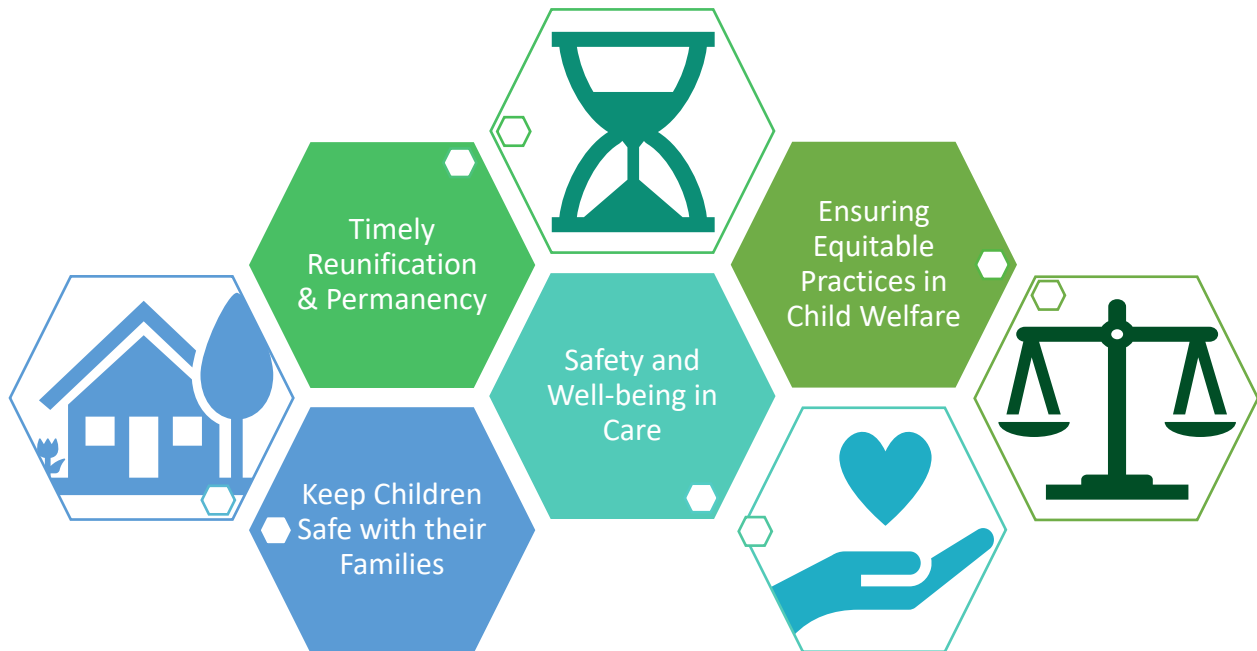 Timely
Reunification
& Permanency
Ensuring
Equitable
Practices in
Child Welfare
Safety and
Well-being in
Care
Keep Children
Safe with their
Families